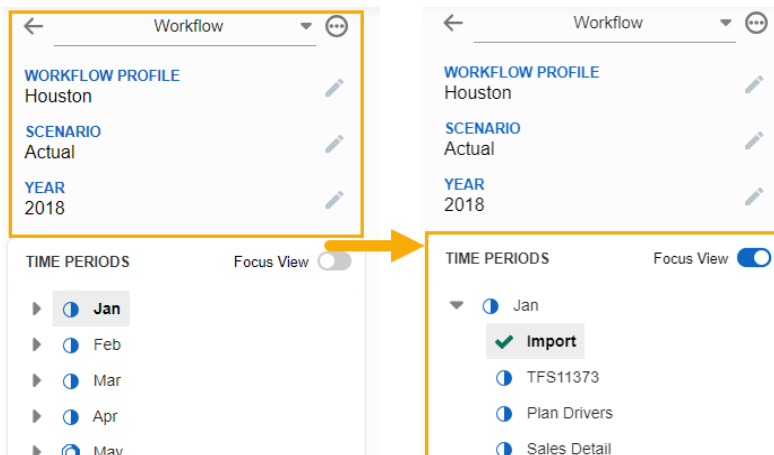 Workflow
WORKFLOW PROFILE
Houston
SCENARIO
Actual
YEAR
2018
TIME PERIODS Focus View
Jan
Feb
Mar
Apr
May
Workflow
WORKFLOW PROFILE
Houston
SCENARIO
Actual
YEAR
2018
TIME PERIODS Focus View
Jan
Import
TFS11373
Plan Drivers
Sales Detail